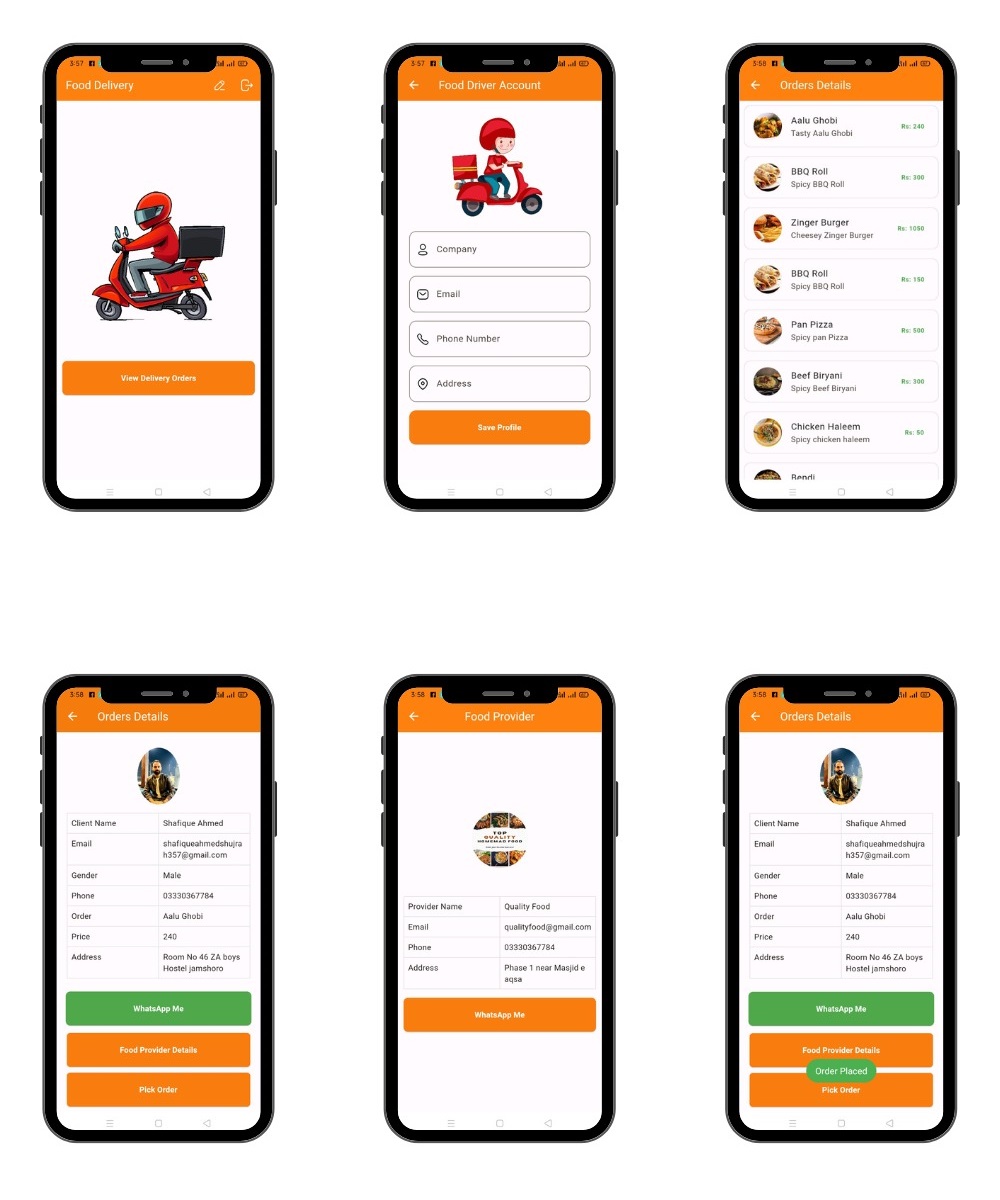 3:57
Food Delivery
View Delivery Orders
3:57
Food Driver Account
Company
Email
Phone Number
Address
Save Profile
3:58
Orders Details
Aalu Ghobi
Tasty Aalu Ghobi
Rs: 240
BBQ Roll
Spicy BBQ Roll
Rs: 300
Zinger Burger
Cheesey Zinger Burger
Rs: 1050
BBQ Roll
Spicy BBQ Roll
Rs: 150
Pan Pizza
Spicy pan Pizza
Rs: 500
Beef Biryani
Spicy Beef Biryani
Rs: 300
Chicken Haleem
Spicy chicken haleem
Rs: 50
Bendi
3:58
Orders Details
Client Name Shafique Ahmed
Email shafiqueahmedshujra
h357@gmail.com
Gender Male
Phone 03330367784
Order Aalu Ghobi
Price 240
Address Room No 46 ZA boys
Hostel jamshoro
WhatsApp Me
Food Provider Details
Pick Order
3:58
Food Provider
TOP
QUALITY
HOMEMAD FOOD
Provider Name Quality Food
Email qualityfood@gmail.com
Phone 03330367784
Address Phase 1 near Masjid e
aqsa
WhatsApp Me
3:58
Orders Details
Client Name Shafique Ahmed
Email shafiqueahmedshujra
h357@gmail.com
Gender Male
Phone 03330367784
Order Aalu Ghobi
Price 240
Address Room No 46 ZA boys
Hostel jamshoro
WhatsApp Me
Food Provider Details
Order Placed
Pick Order